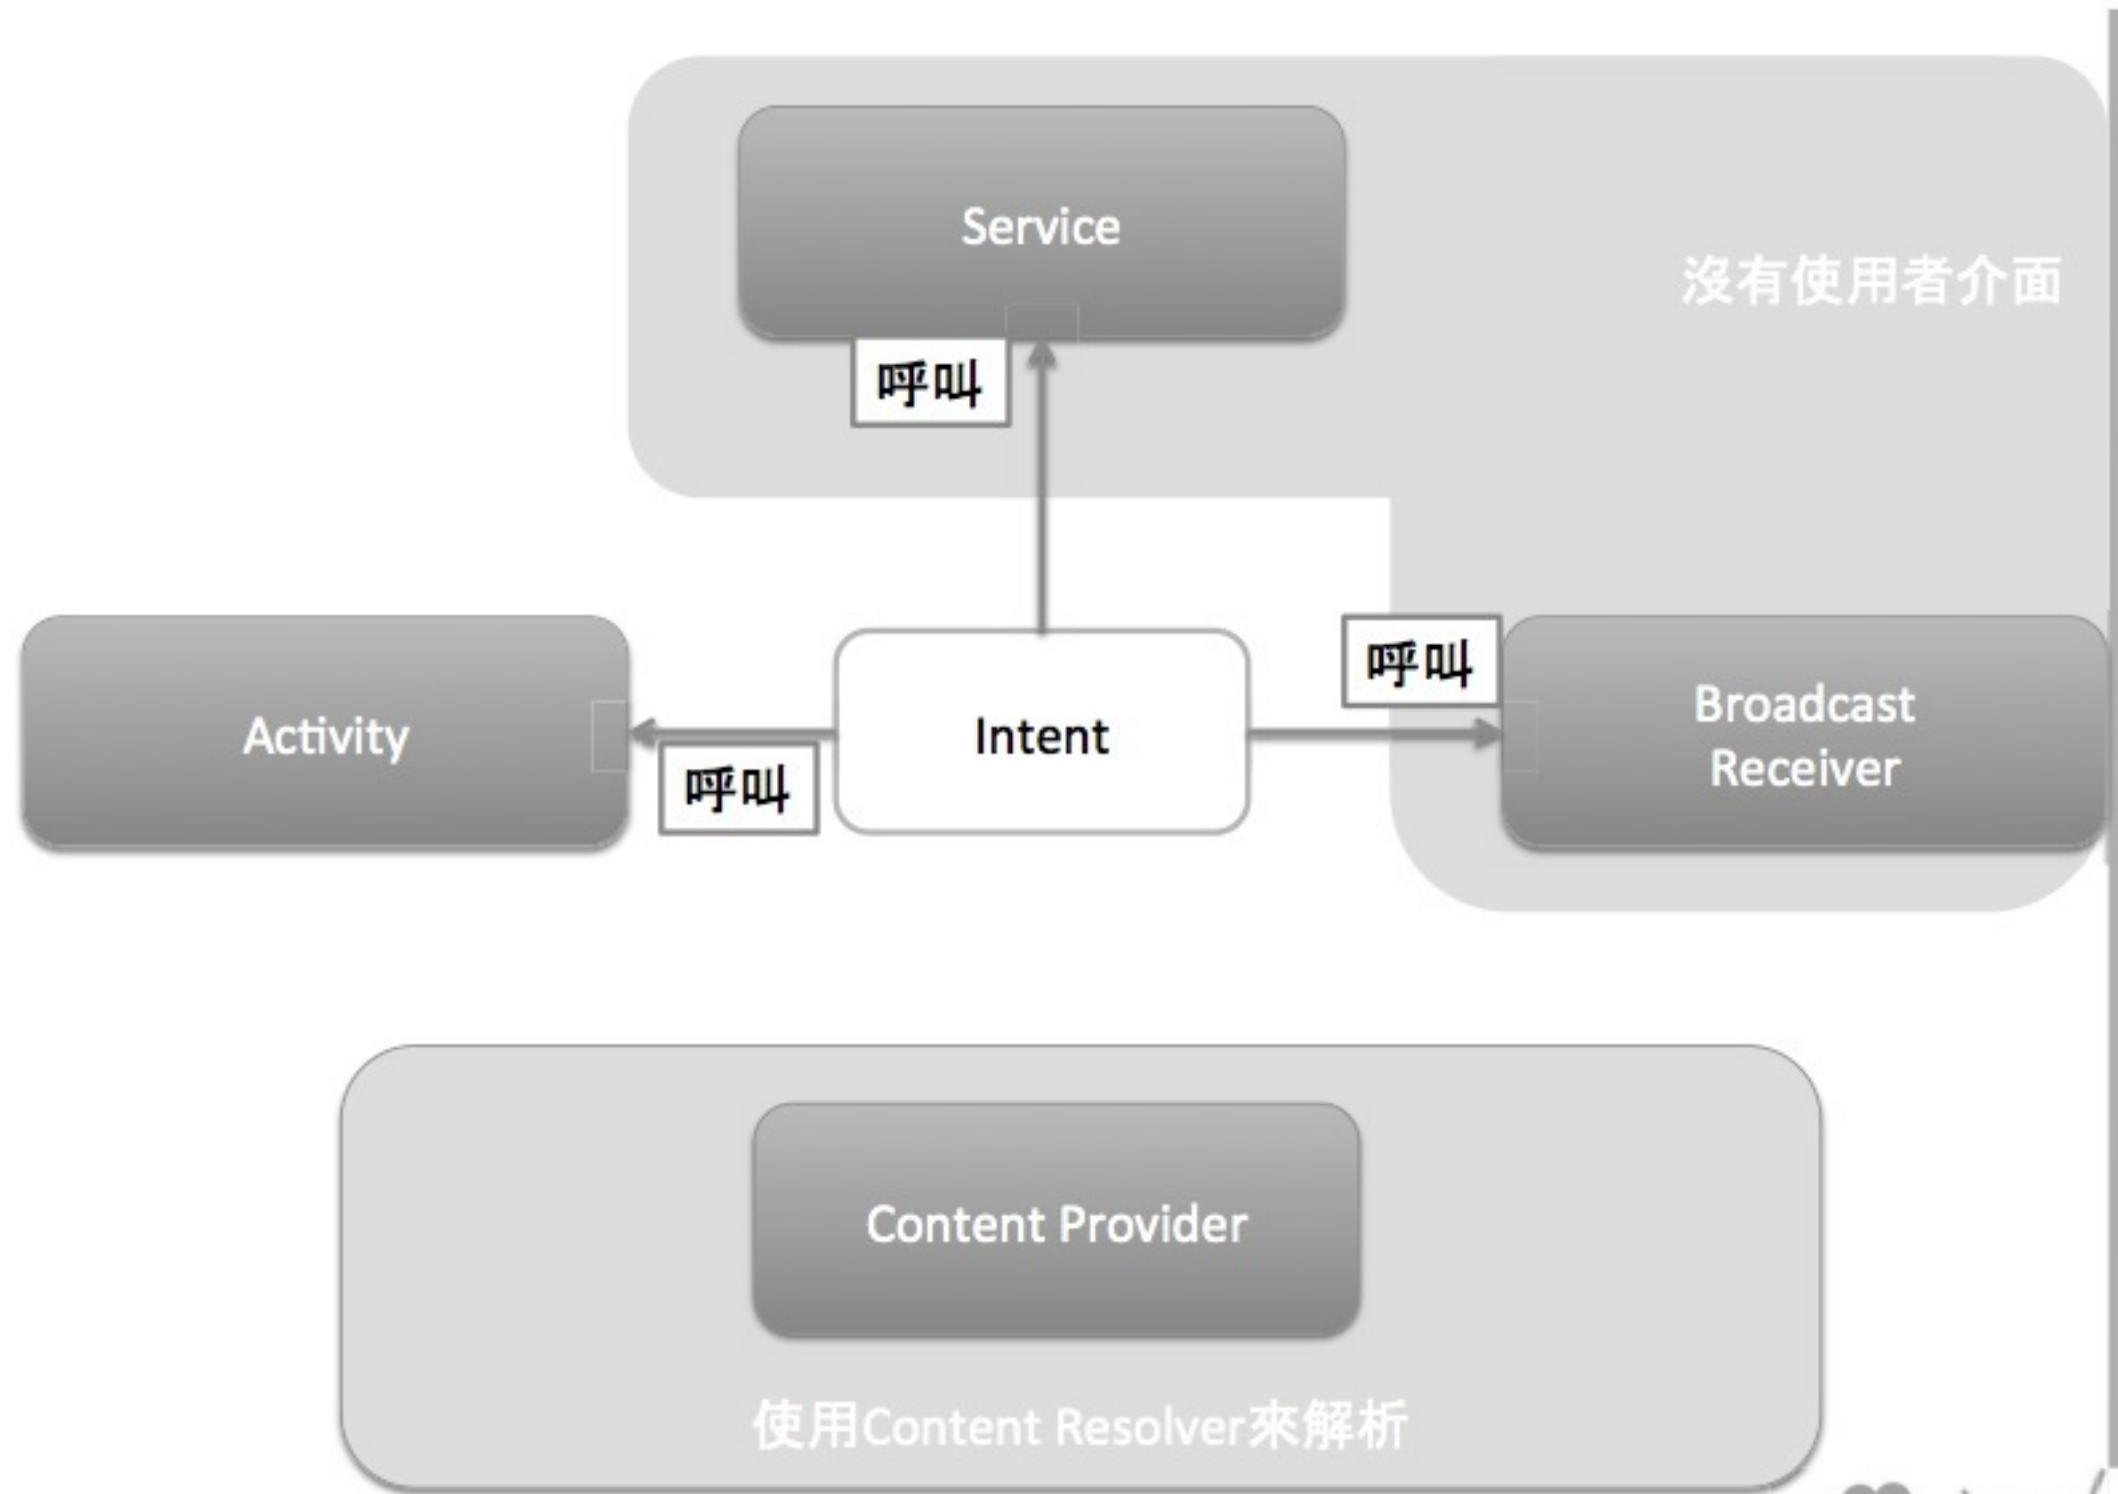 Service
沒有使用者介面
呼叫
呼叫
Activity
Intent
Broadcast
Receiver
呼叫
Content Provider
使用Content Resolver來解析